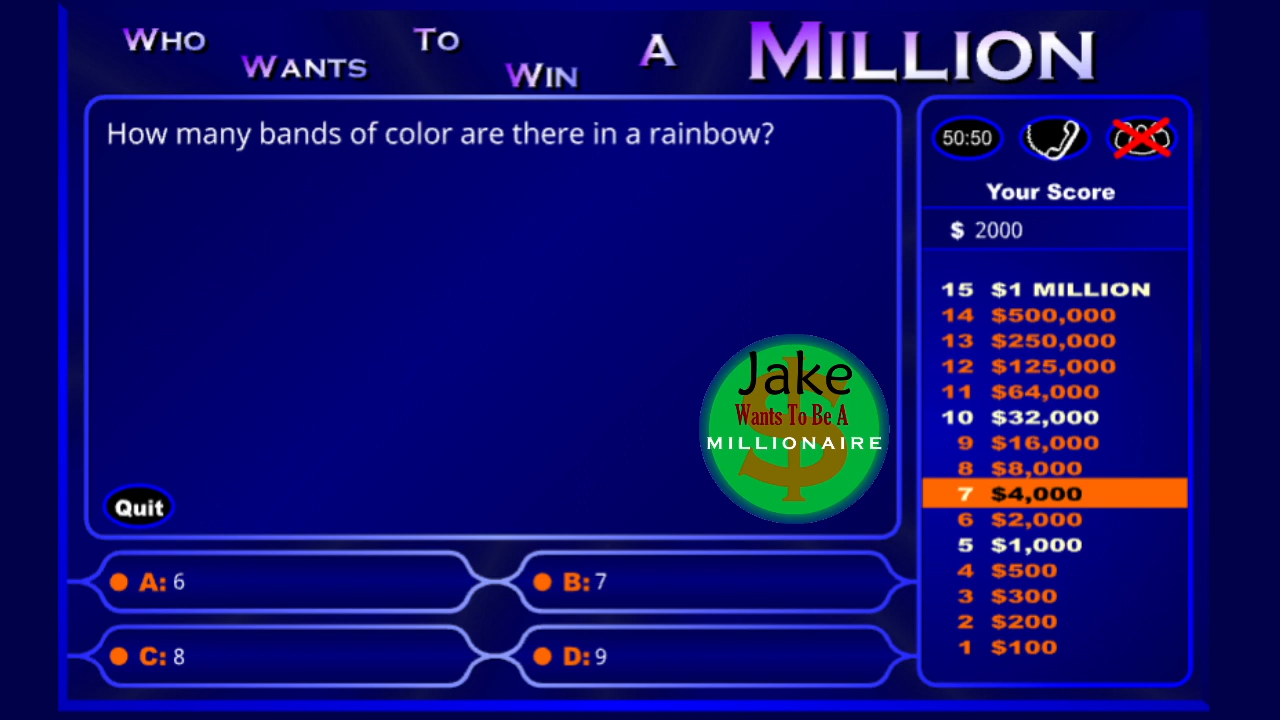 WHO WANTS TO WIN A MILLION
How many bands of color are there in a rainbow?
Jake
Wants To Be A
MILLIONAIRE
Quit
A: 6
B: 7
C: 8
D: 9
50:50
Your Score
$ 2000
15 $1 MILLION
14 $500,000
13 $250,000
12 $125,000
11 $64,000
10 $32,000
9 $16,000
8 $8,000
7 $4,000
6 $2,000
5 $1,000
4 $500
3 $300
2 $200
1 $100